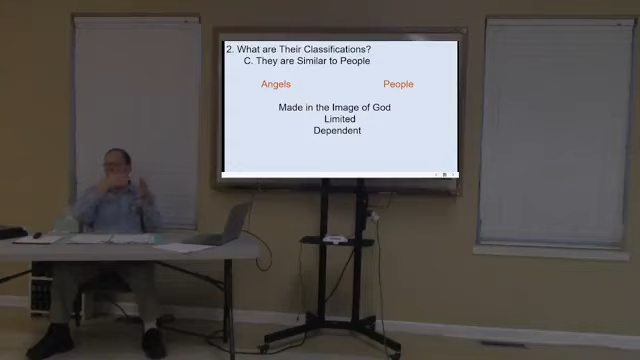 2. What are Their Classifications?
C. They are Similar to People
Angels People
Made in the Image of God
Limited
Dependent